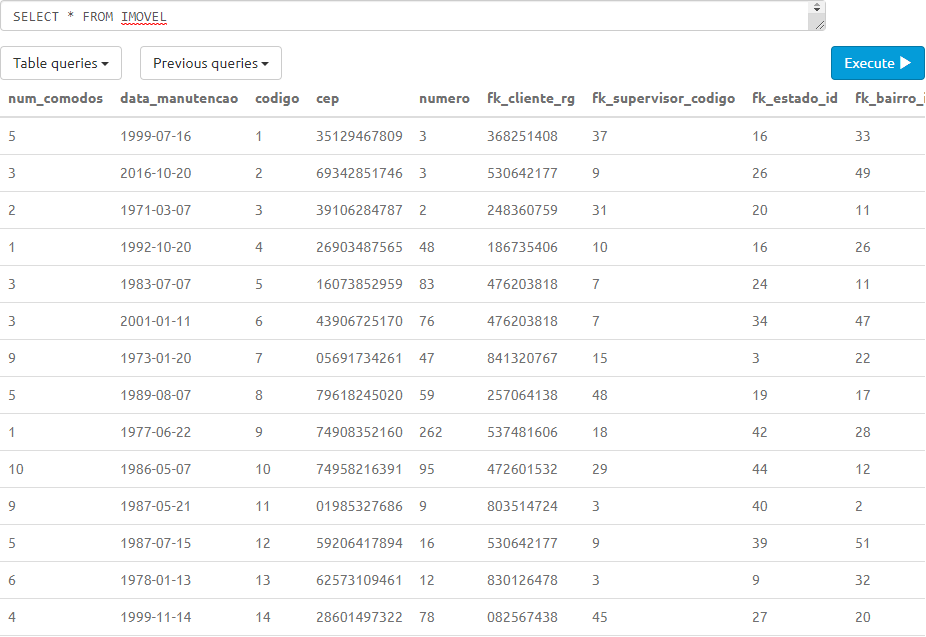 SELECT * FROM IMOVEL
Table queries Previous queries Execute
num_comodos data_manutencao codigo cep numero fk_cliente_rg fk_supervisor_codigo fk_estado_id fk_bairro_i
5 1999-07-16 1 35129467809 3 368251408 37 16 33
3 2016-10-20 2 69342851746 3 530642177 9 26 49
2 1971-03-07 3 39106284787 2 248360759 31 20 11
1 1992-10-20 4 26903487565 48 186735406 10 16 26
3 1983-07-07 5 16073852959 83 476203818 7 24 11
3 2001-01-11 6 43906725170 76 476203818 7 34 47
9 1973-01-20 7 05691734261 47 841320767 15 3 22
5 1989-08-07 8 79618245020 59 257064138 48 19 17
1 1977-06-22 9 74908352160 262 537481606 18 42 28
10 1986-05-07 10 74958216391 95 472601532 29 44 12
9 1987-05-21 11 01985327686 9 803514724 3 40 2
5 1987-07-15 12 59206417894 16 530642177 9 39 51
6 1978-01-13 13 62573109461 12 830126478 3 9 32
4 1999-11-14 14 28601497322 78 082567438 45 27 20